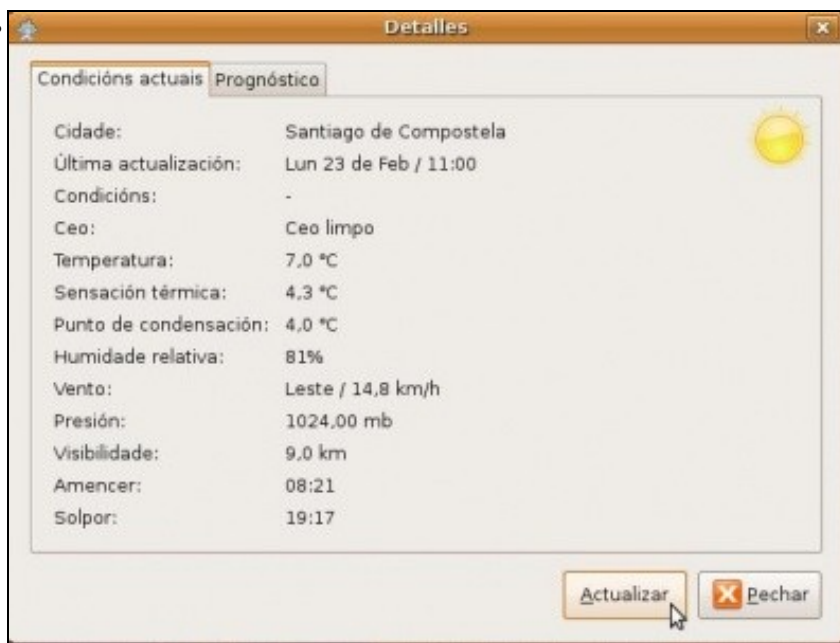 Detalles
Condicións actuais Prognóstico
Cidade: Santiago de Compostela
Última actualización: Lun 23 de Feb / 11:00
Condicións: -
Ceo: Ceo limpo
Temperatura: 7,0 °C
Sensación térmica: 4,3 °C
Punto de condensación: 4,0 °C
Humidade relativa: 81%
Vento: Leste / 14,8 km/h
Presión: 1024,00 mb
Visibilidade: 9,0 km
Amencer: 08:21
Solpor: 19:17
Actualizar Pechar